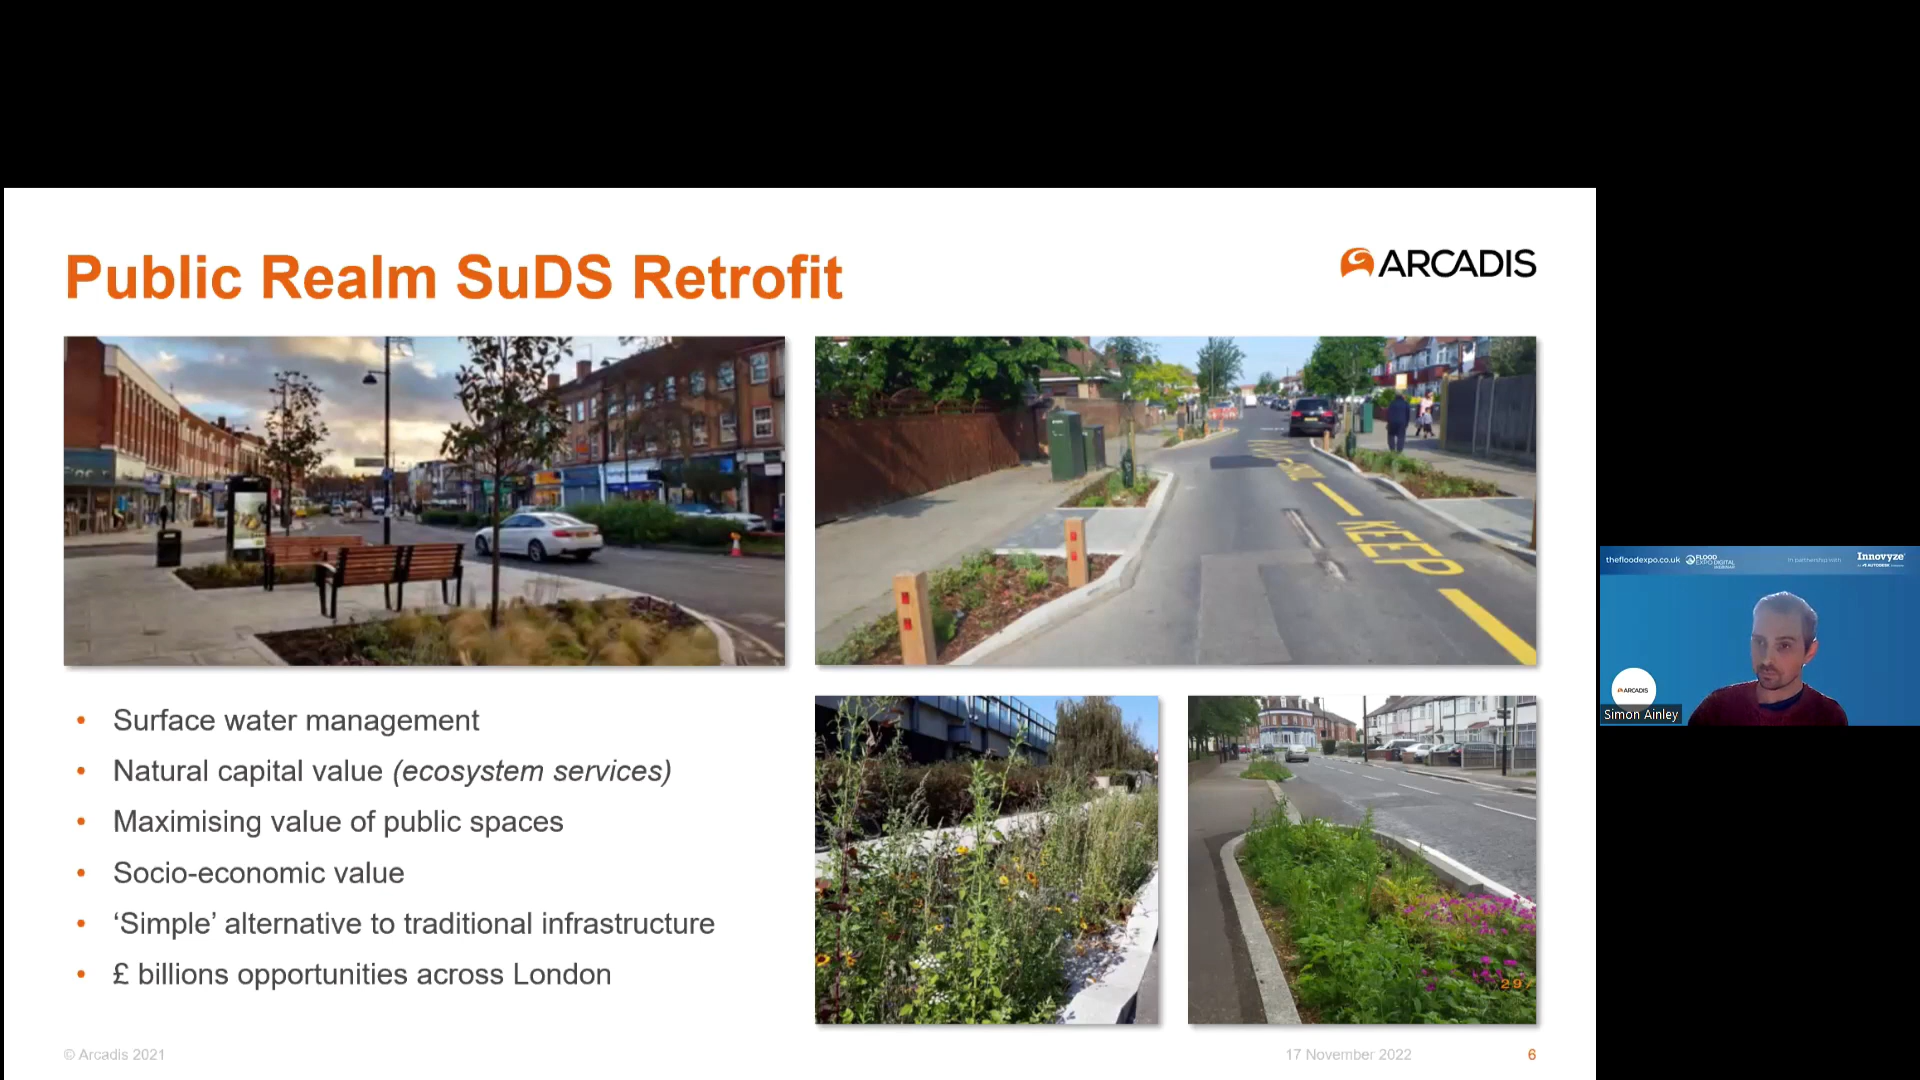 Public Realm SuDS Retrofit
ARCADIS
KEEP
• Surface water management
• Natural capital value (ecosystem services)
• Maximising value of public spaces
• Socio-economic value
• ‘Simple’ alternative to traditional infrastructure
• £ billions opportunities across London
297
© Arcadis 2021
17 November 2022
6
thefloodexpo.co.uk
FLOOD
EXPO DIGITAL
WEBINAR
In partnership with
Innovyze
ARCADIS
Simon Ainley